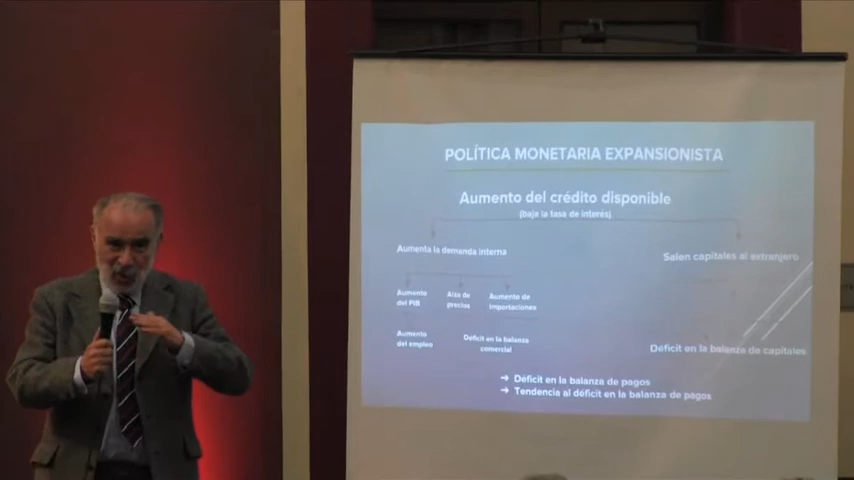 POLÍTICA MONETARIA EXPANSIONISTA
Aumento del crédito disponible
(baja la tasa de interés)
Aumenta la demanda interna
Salen capitales al extranjero
Aumento
del PIB
Alza de
precios
Aumento de
importaciones
Aumento
del empleo
Déficit en la balanza
comercial
Déficit en la balanza de capitales
→ Déficit en la balanza de pagos
→ Tendencia al déficit en la balanza de pagos